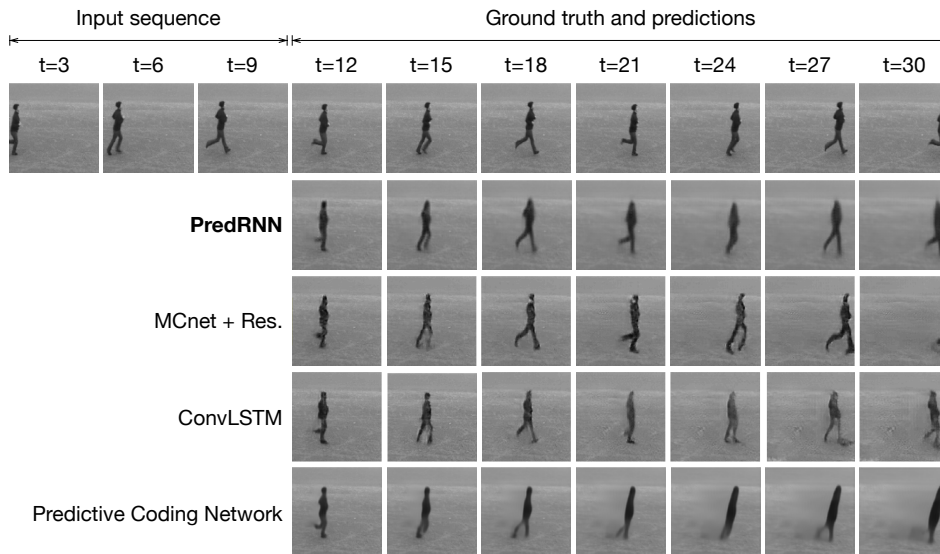 Input sequence
Ground truth and predictions
t=3 t=6 t=9 t=12 t=15 t=18 t=21 t=24 t=27 t=30
PredRNN
MCnet + Res.
ConvLSTM
Predictive Coding Network